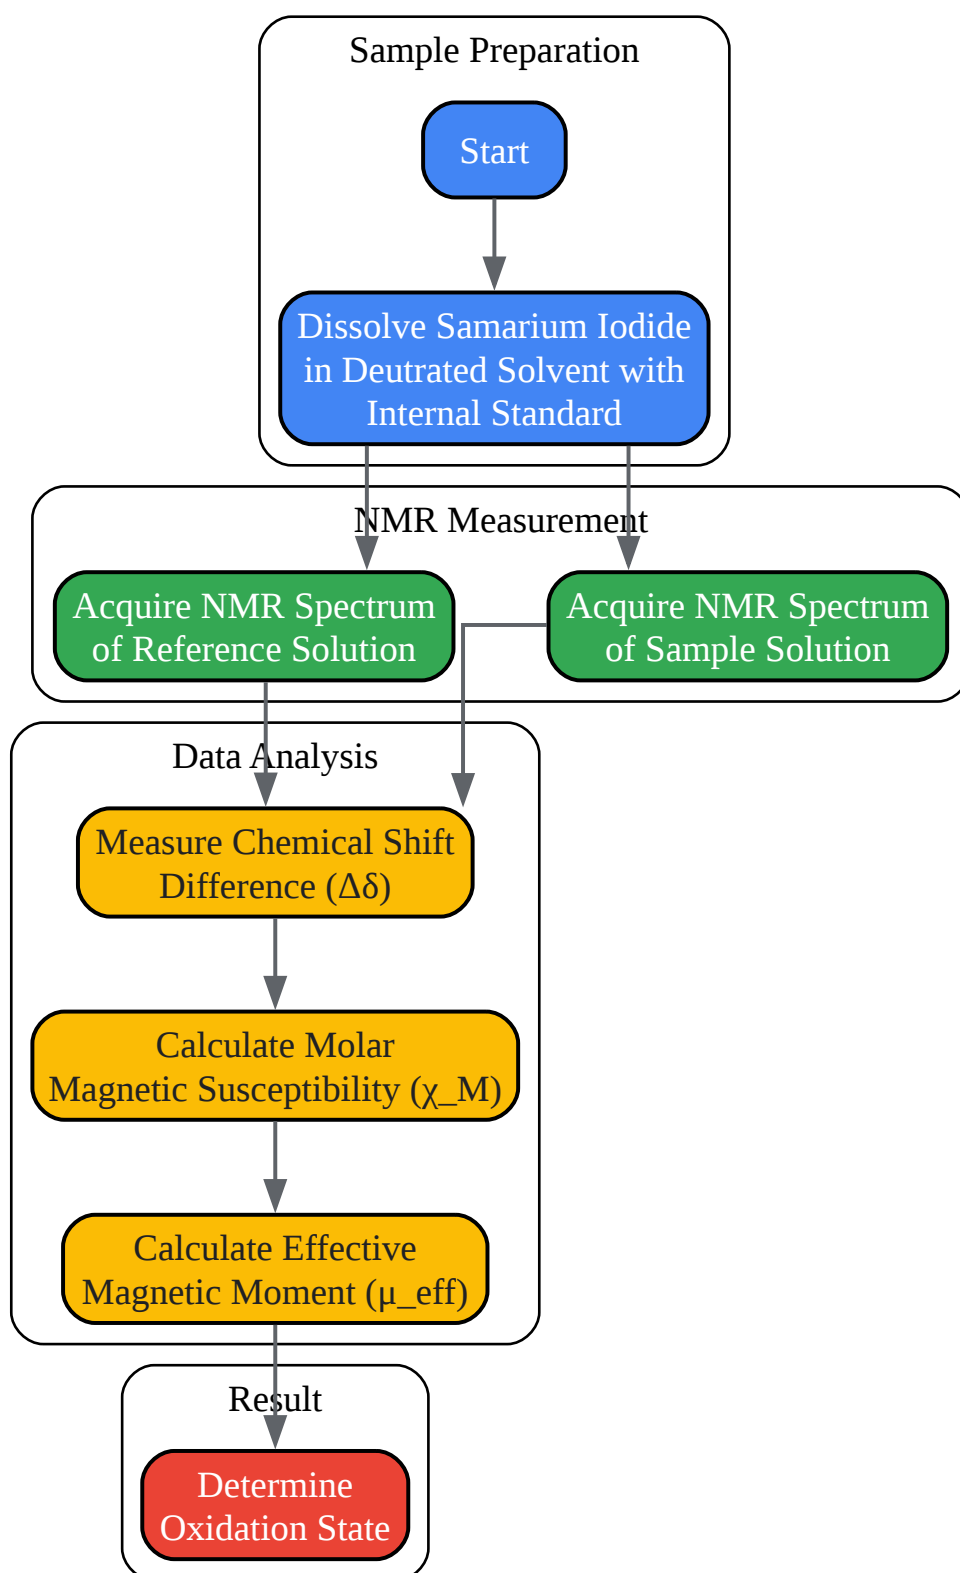 Sample Preparation
Start
Dissolve Samarium Iodide
in Deutrated Solvent with
Internal Standard
NMR Measurement
Acquire NMR Spectrum
of Reference Solution
Acquire NMR Spectrum
of Sample Solution
Data Analysis
Measure Chemical Shift
Difference (Δδ)
Calculate Molar
Magnetic Susceptibility (χ_M)
Calculate Effective
Magnetic Moment (μ_eff)
Result
Determine
Oxidation State